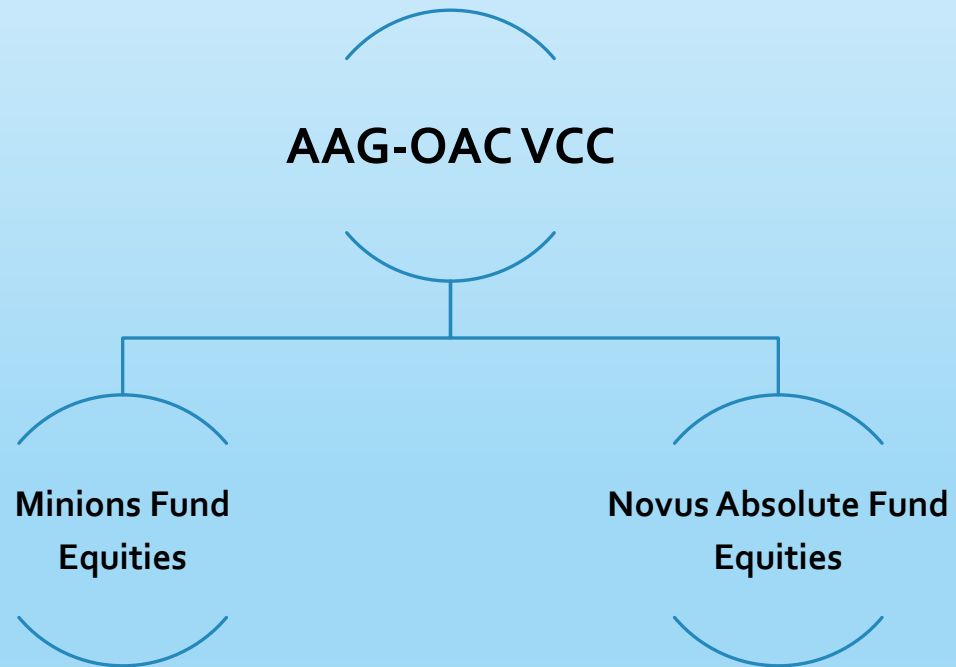 AAG-OAC VCC
Minions Fund
Equities
Novus Absolute Fund
Equities